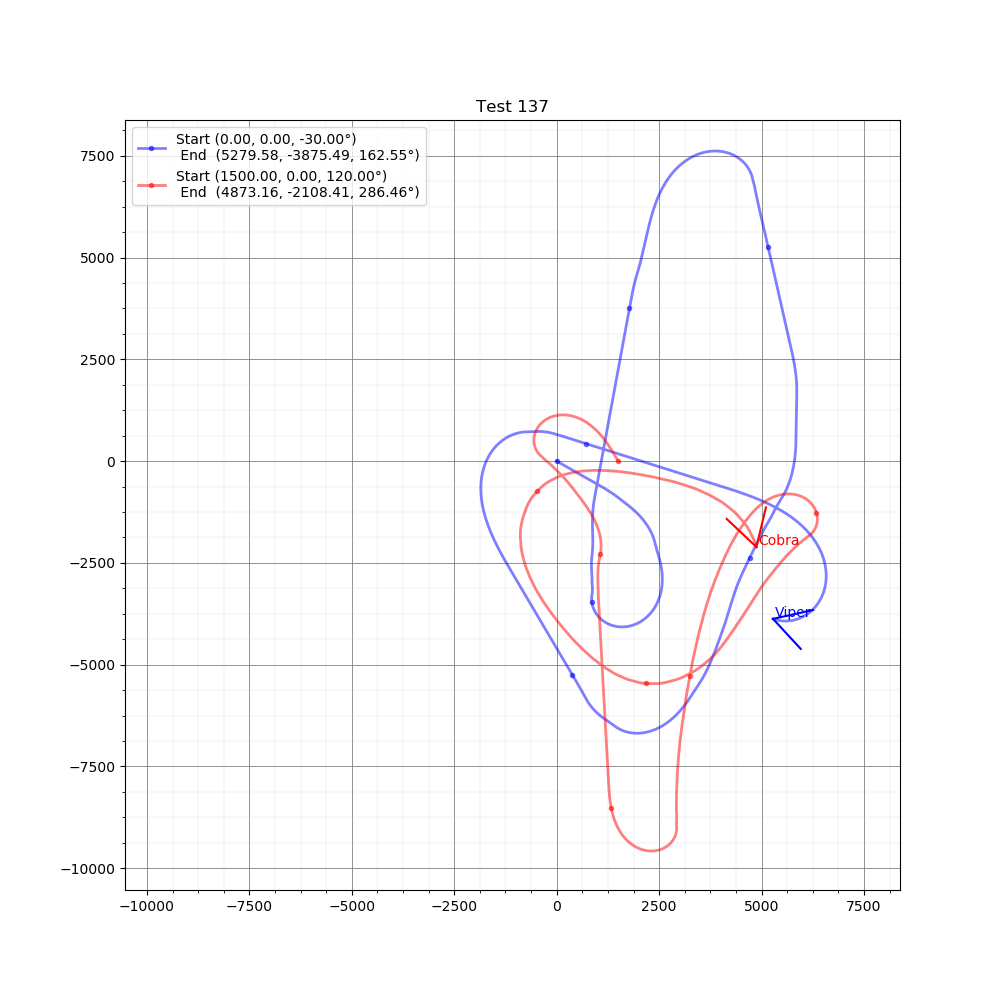 Test 137
Start (0.00, 0.00, -30.00°)
End (5279.58, -3875.49, 162.55°)
Start (1500.00, 0.00, 120.00°)
End (4873.16, -2108.41, 286.46°)
7500
5000
2500
0
−2500
−5000
−7500
−10000
Cobra
Viper
−10000 −7500 −5000 −2500 0 2500 5000 7500